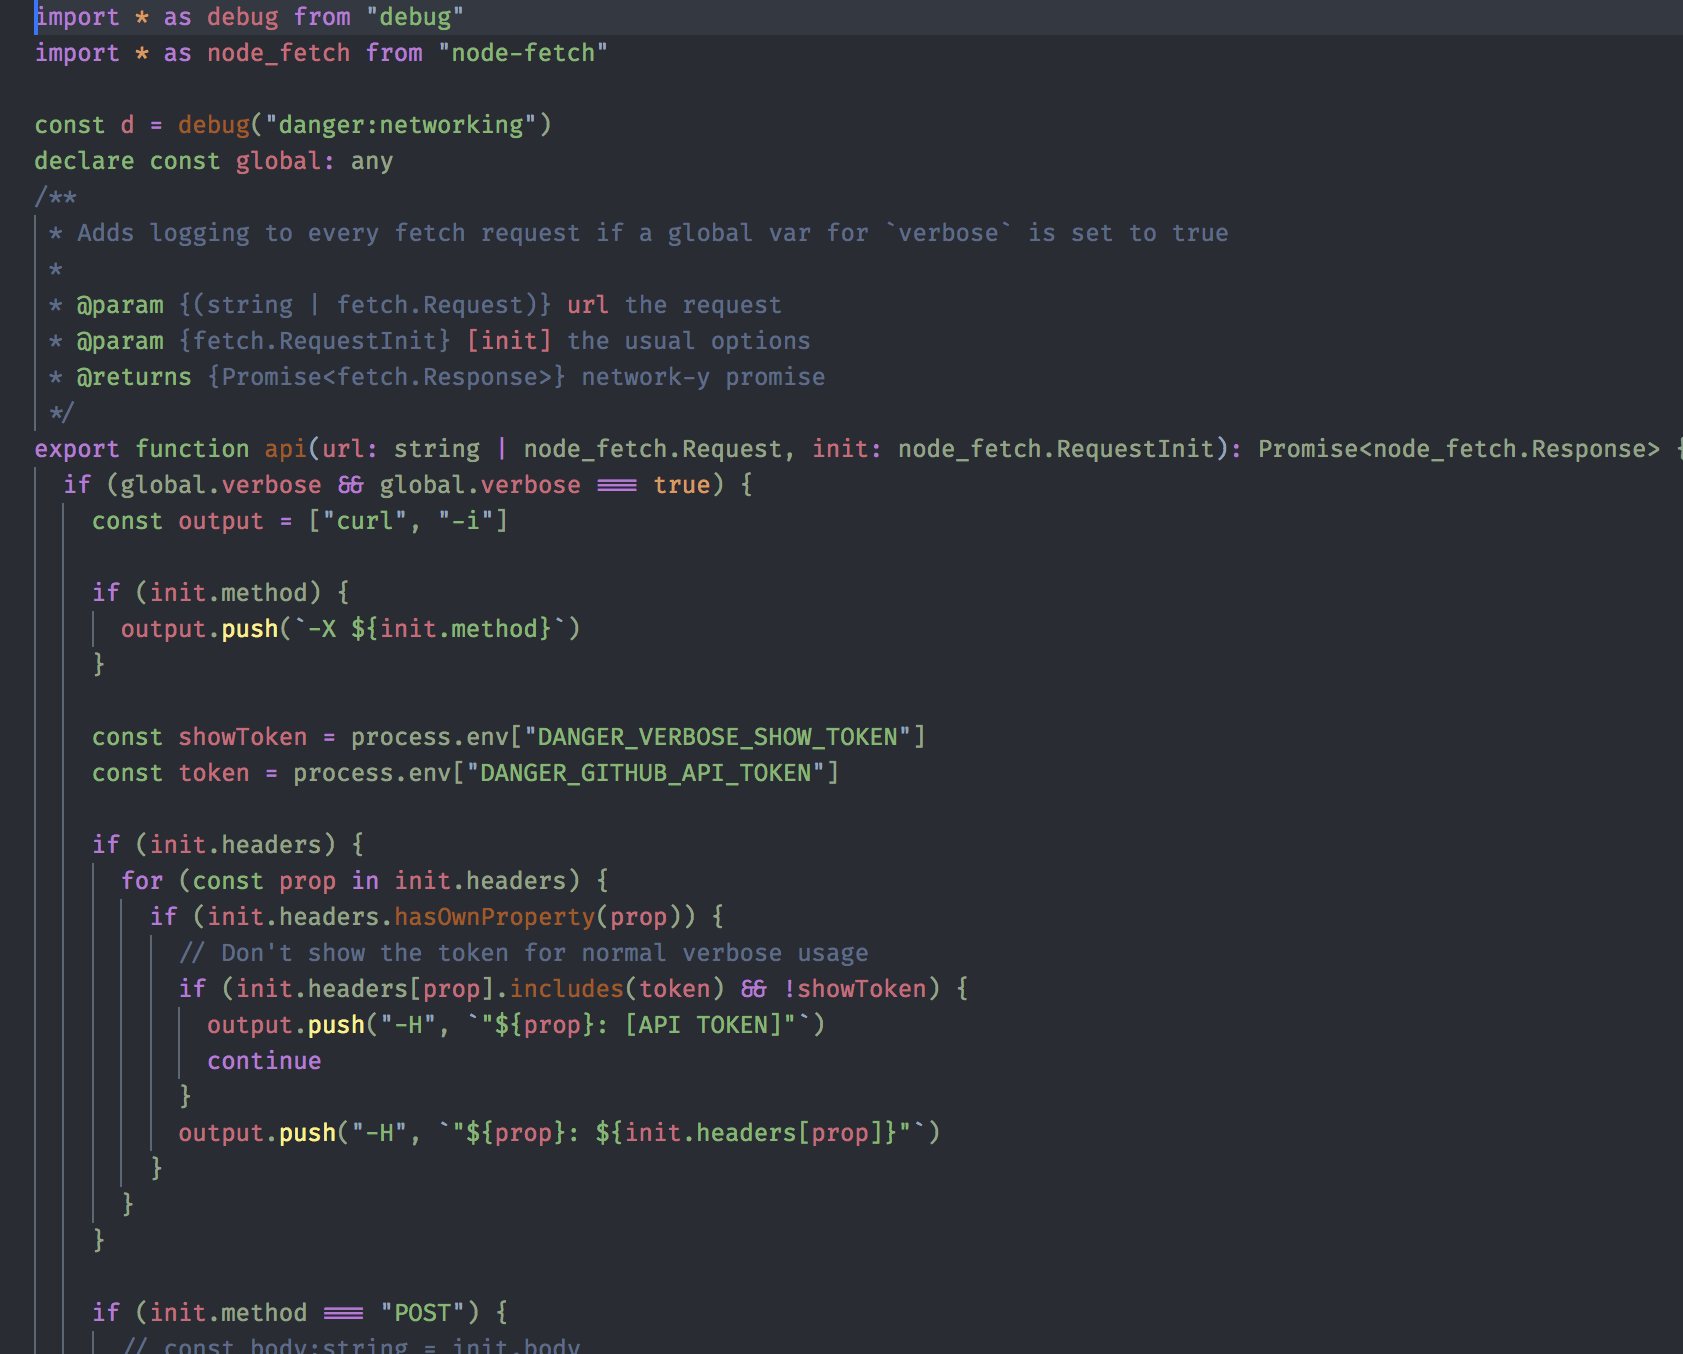 import * as debug from "debug"
import * as node_fetch from "node-fetch"

const d = debug("danger:networking")
declare const global: any
/**
 * Adds logging to every fetch request if a global var for `verbose` is set to true
 *
 * @param {(string | fetch.Request)} url the request
 * @param {fetch.RequestInit} [init] the usual options
 * @returns {Promise<fetch.Response>} network-y promise
 */
export function api(url: string | node_fetch.Request, init: node_fetch.RequestInit): Promise<node_fetch.Response> {
  if (global.verbose && global.verbose === true) {
    const output = ["curl", "-i"]

    if (init.method) {
      output.push(`-X ${init.method}`)
    }

    const showToken = process.env["DANGER_VERBOSE_SHOW_TOKEN"]
    const token = process.env["DANGER_GITHUB_API_TOKEN"]

    if (init.headers) {
      for (const prop in init.headers) {
        if (init.headers.hasOwnProperty(prop)) {
          // Don't show the token for normal verbose usage
          if (init.headers[prop].includes(token) && !showToken) {
            output.push("-H", `"${prop}: [API TOKEN]"`)
            continue
          }
          output.push("-H", `"${prop}: ${init.headers[prop]}"`)
        }
      }
    }

    if (init.method === "POST") {
      // const body:string = init.body